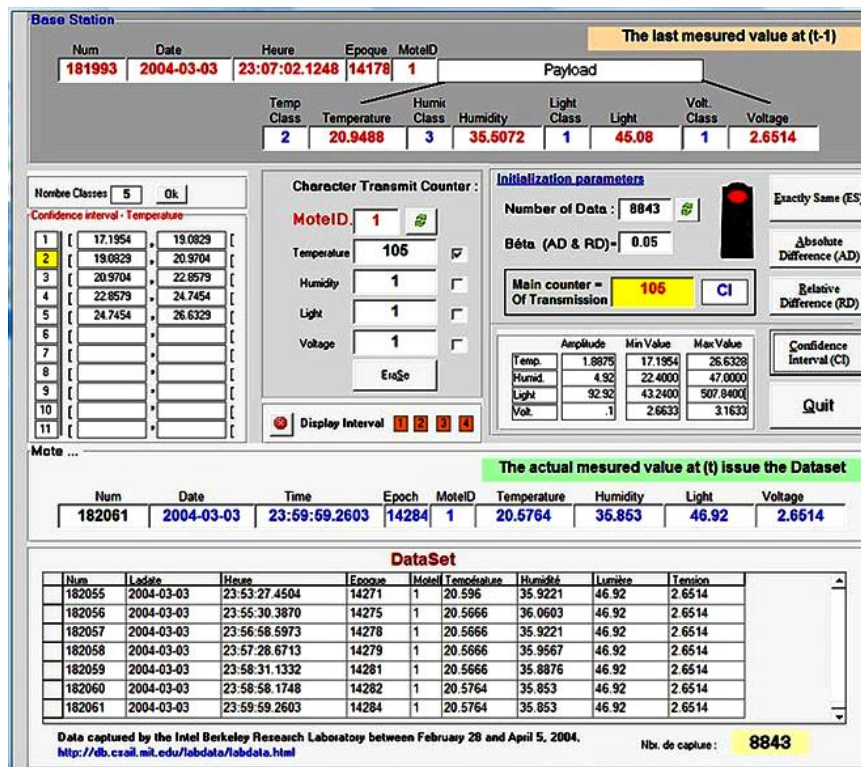 Base Station
The last mesured value at (t-1)
Num Date Heure Epoque MoteID
181993 2004-03-03 23:07:02.1248 14178 1 Payload
Temp Class Temperature Humic Class Humidity Light Class Light Volt. Class Voltage
2 20.9488 3 35.5072 1 45.08 1 2.6514
Nombre Classes 5 Ok
Confidence interval - Temperature
1 [ 17.1954 , 19.0829 [
2 [ 19.0829 , 20.9704 [
3 [ 20.9704 , 22.8579 [
4 [ 22.8579 , 24.7454 [
5 [ 24.7454 , 26.6329 [
6 [ , [
7 [ , [
8 [ , [
9 [ , [
10 [ , [
11 [ , [
Character Transmit Counter :
MoteID. 1
Temperature 105
Humidity 1
Light 1
Voltage 1
EraSe
Display Interval 1 2 3 4
Initialization parameters
Number of Data : 8843
Béta (AD & RD)= 0.05
Main counter = Of Transmission 105 CI
Amplitude Min Value Max Value
Temp. 1.8875 17.1954 26.6328
Humid. 4.92 22.4000 47.0000
Light 92.92 43.2400 507.8400
Volt. .1 2.6633 3.1633
Exactly Same (ES)
Absolute
Difference (AD)
Relative
Difference (RD)
Confidence
Interval (CI)
Quit
Mote ...
The actual mesured value at (t) issue the Dataset
Num Date Time Epoch MoteID Temperature Humidity Light Voltage
182061 2004-03-03 23:59:59.2603 14284 1 20.5764 35.853 46.92 2.6514
DataSet
Num Ladate Heure Epoque MoteI Température Humidité Lumière Tension
182055 2004-03-03 23:53:27.4504 14271 1 20.596 35.9221 46.92 2.6514
182056 2004-03-03 23:55:30.3870 14275 1 20.5666 36.0603 46.92 2.6514
182057 2004-03-03 23:56:58.5973 14278 1 20.5666 35.9221 46.92 2.6514
182058 2004-03-03 23:57:28.6713 14279 1 20.5666 35.9567 46.92 2.6514
182059 2004-03-03 23:58:31.1332 14281 1 20.5666 35.8876 46.92 2.6514
182060 2004-03-03 23:58:58.1748 14282 1 20.5764 35.853 46.92 2.6514
182061 2004-03-03 23:59:59.2603 14284 1 20.5764 35.853 46.92 2.6514
Data captured by the Intel Berkeley Research Laboratory between February 28 and April 5, 2004.
http://db.csail.mit.edu/labdata/labdata.html
Nbr. de capture : 8843